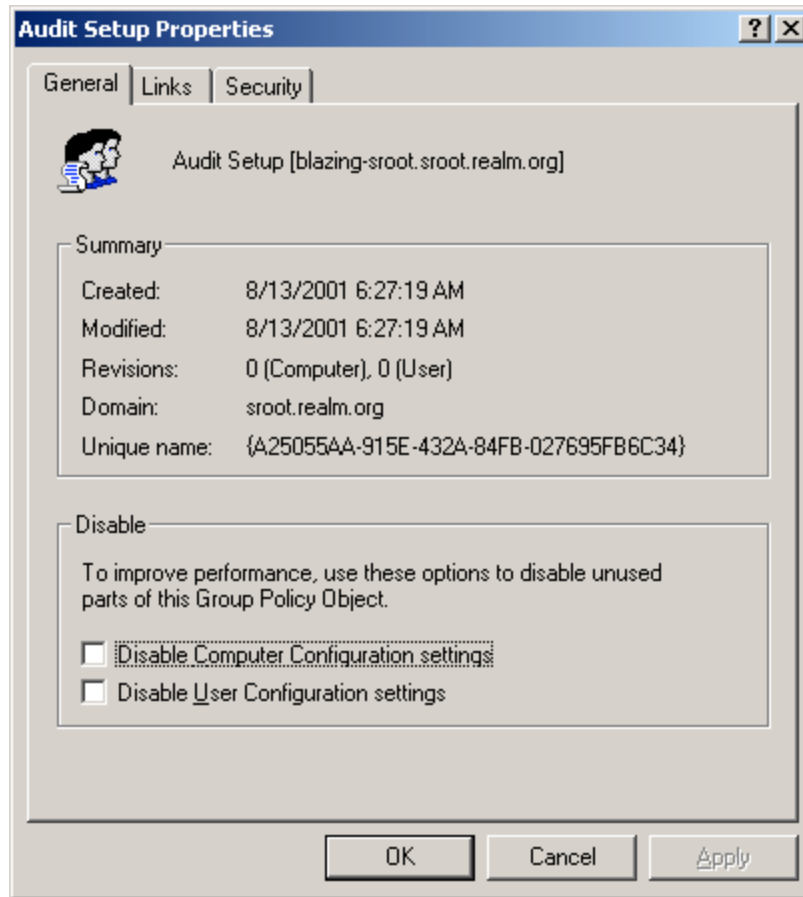 Audit Setup Properties
General Links Security
Audit Setup [blazing-sroot.sroot.realm.org]
Summary
Created: 8/13/2001 6:27:19 AM
Modified: 8/13/2001 6:27:19 AM
Revisions: 0 (Computer), 0 (User)
Domain: sroot.realm.org
Unique name: {A25055AA-915E-432A-84FB-027695FB6C34}
Disable
To improve performance, use these options to disable unused
parts of this Group Policy Object.
Disable Computer Configuration settings
Disable User Configuration settings
OK Cancel Apply